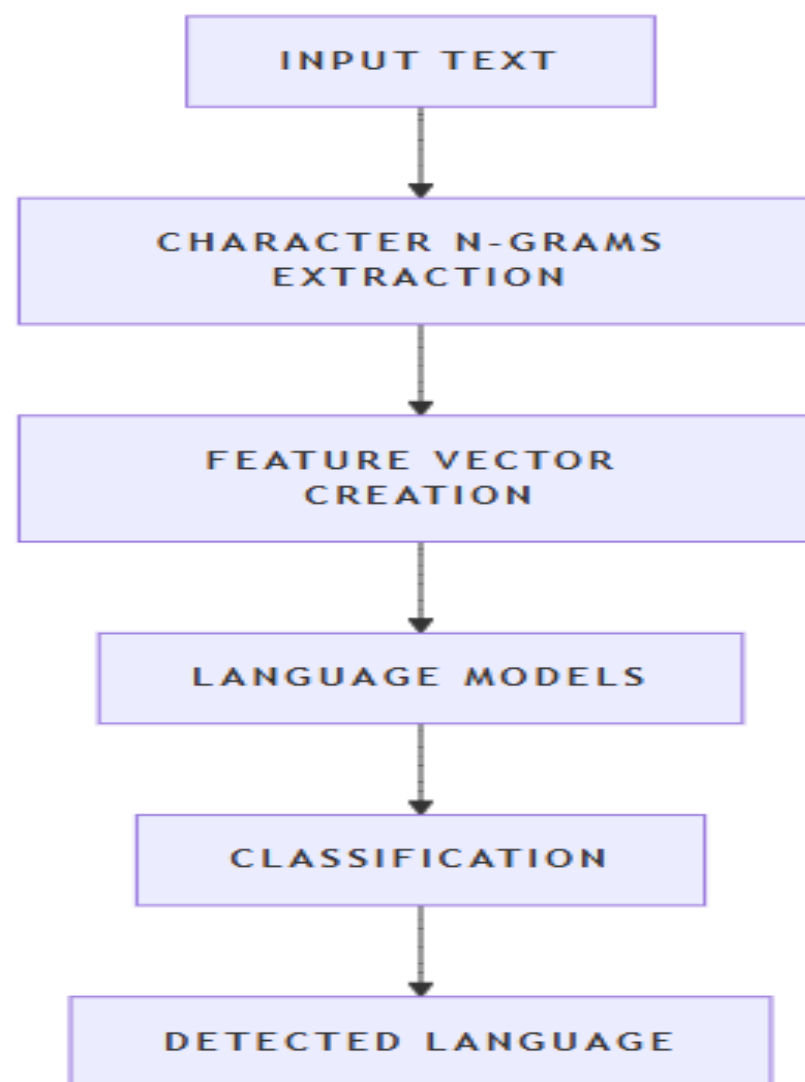 INPUT TEXT
CHARACTER N-GRAMS
EXTRACTION
FEATURE VECTOR
CREATION
LANGUAGE MODELS
CLASSIFICATION
DETECTED LANGUAGE